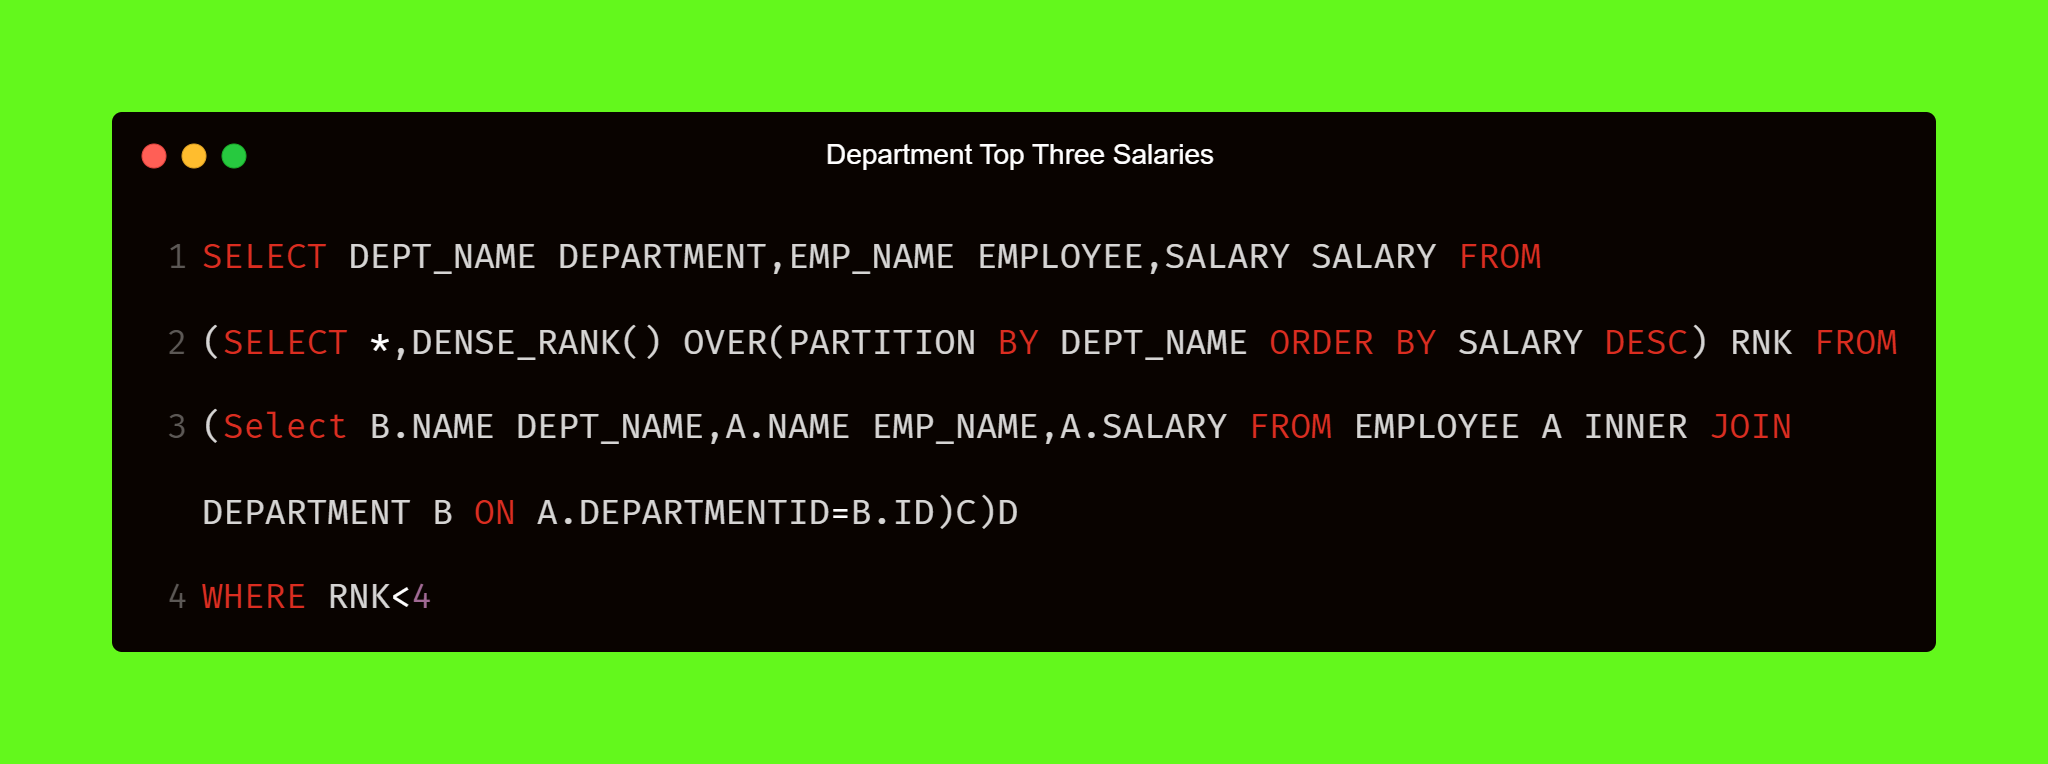 Department Top Three Salaries
1 SELECT DEPT_NAME DEPARTMENT,EMP_NAME EMPLOYEE,SALARY SALARY FROM
2 (SELECT *,DENSE_RANK() OVER(PARTITION BY DEPT_NAME ORDER BY SALARY DESC) RNK FROM
3 (Select B.NAME DEPT_NAME,A.NAME EMP_NAME,A.SALARY FROM EMPLOYEE A INNER JOIN
DEPARTMENT B ON A.DEPARTMENTID=B.ID)C)D
4 WHERE RNK<4